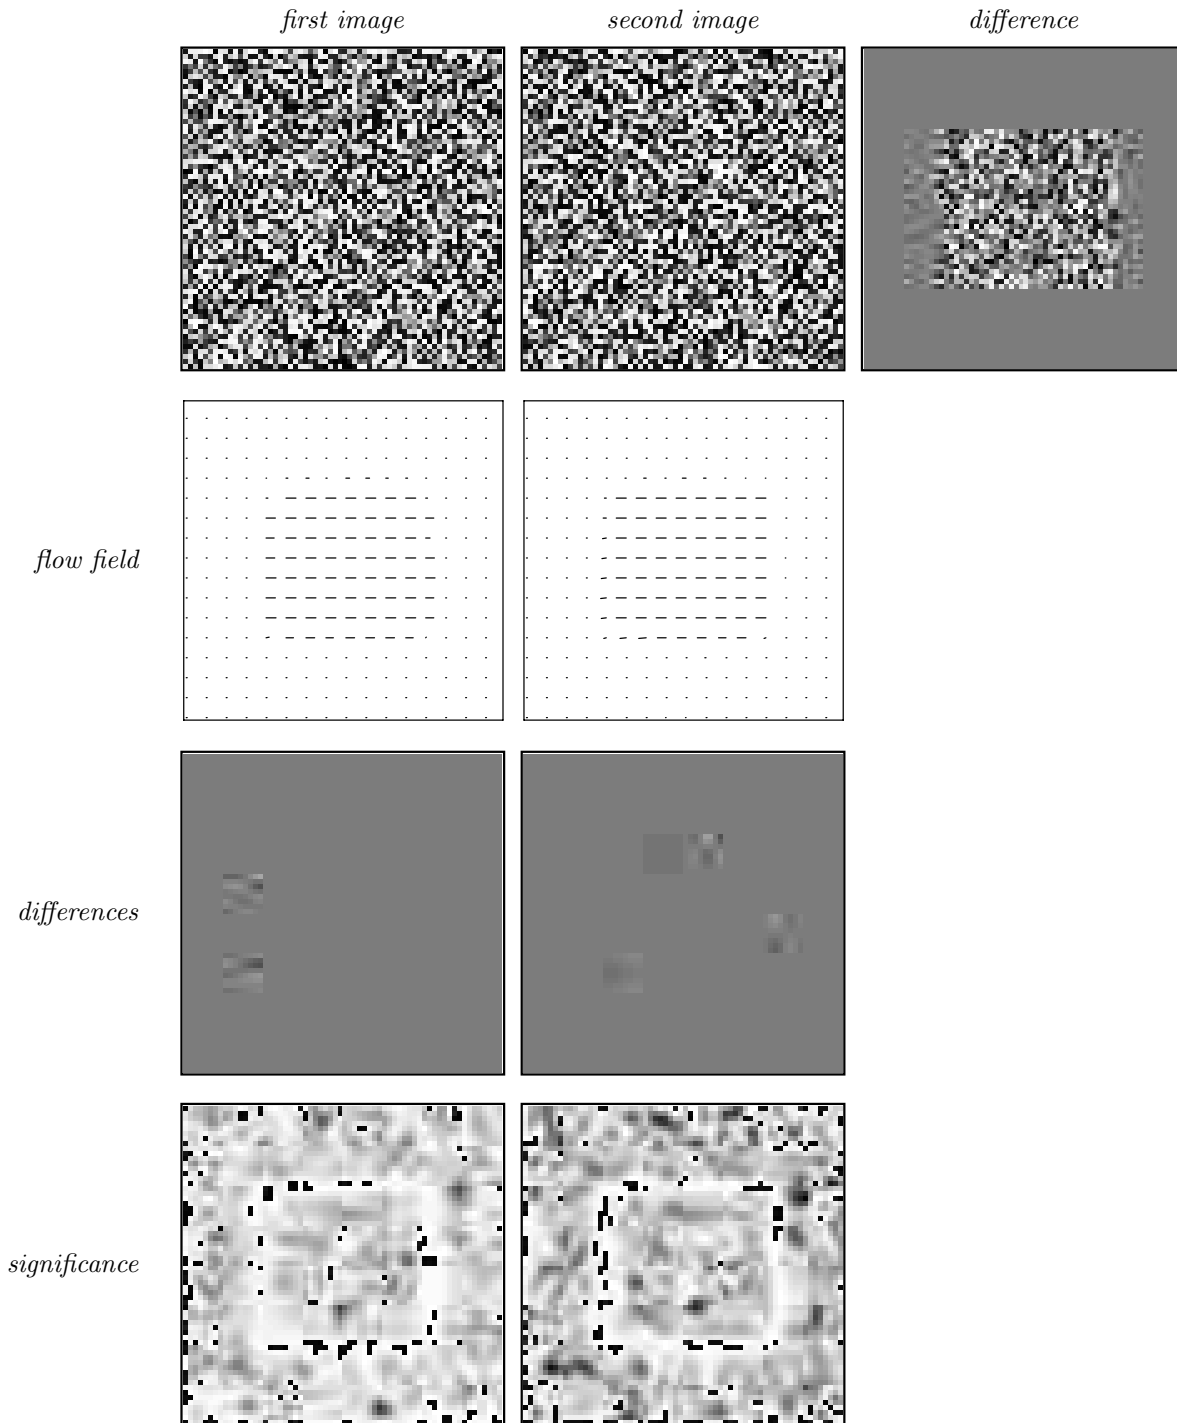 first image
second image
difference
flow field
differences
significance